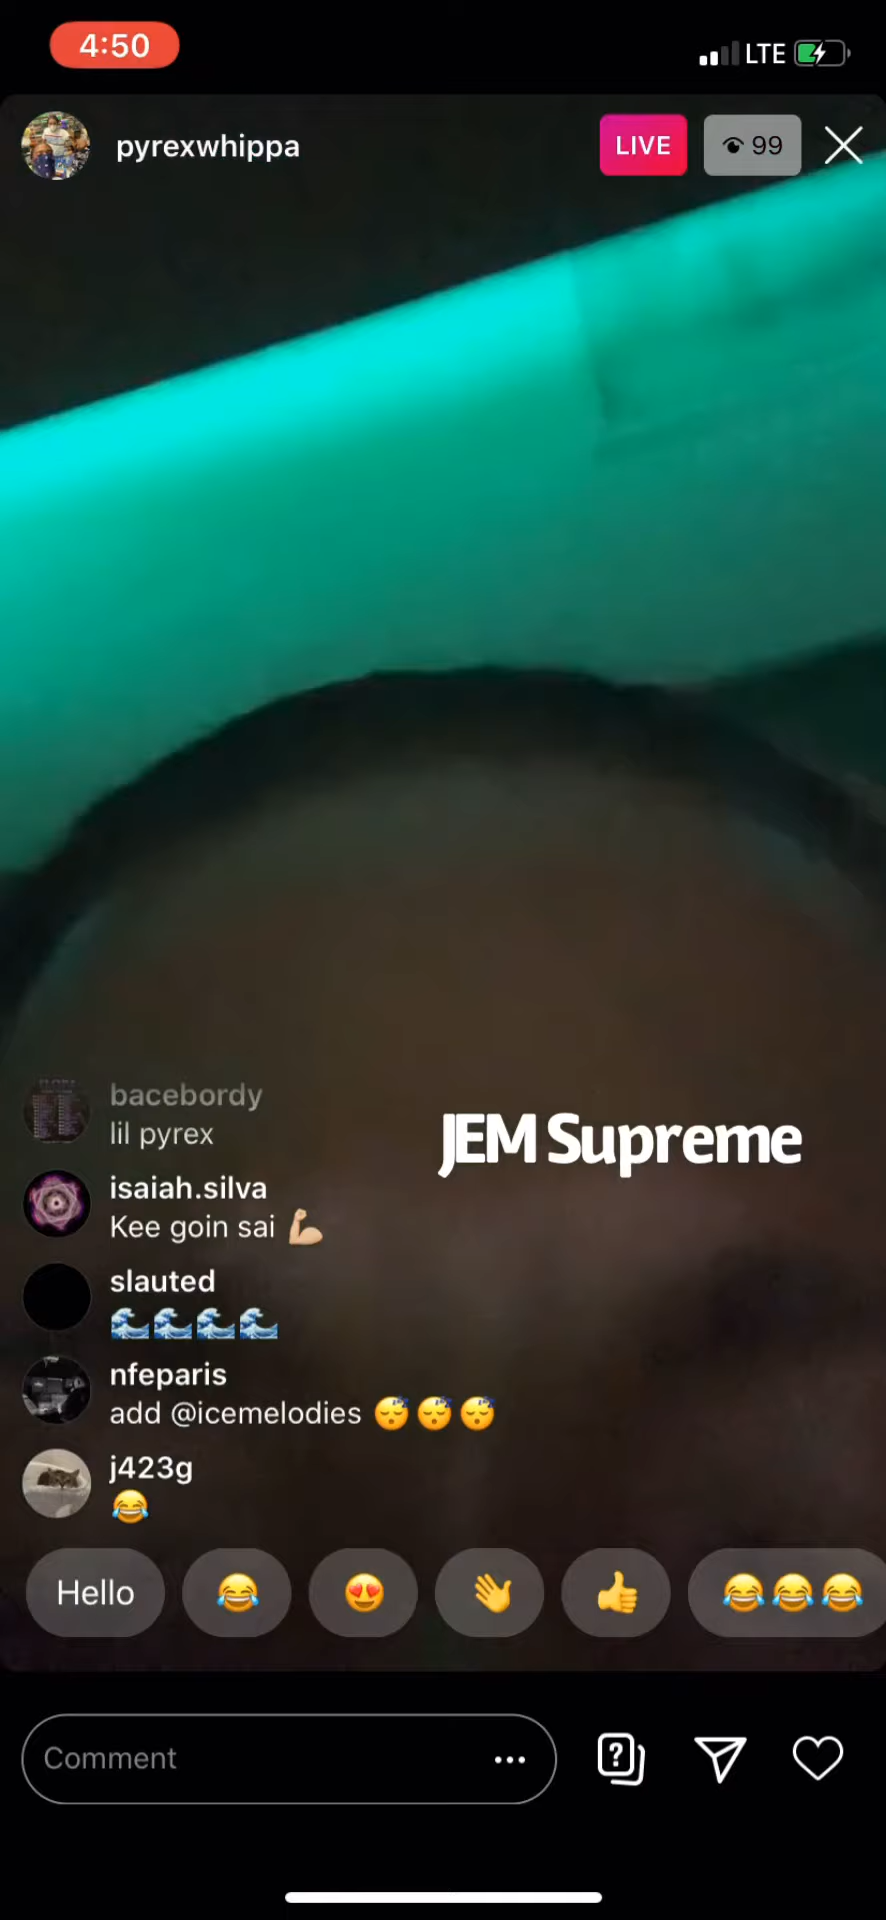 4:50
LTE
pyrexwhippa
LIVE
99
bacebordy
lil pyrex
JEM Supreme
isaiah.silva
Kee goin sai 💪🏼
slauted
🌊🌊🌊🌊
nfeparis
add @icemelodies 😴😴😴
j423g
😂
Hello 😂 😍 👋 👍 😂😂😂
Comment